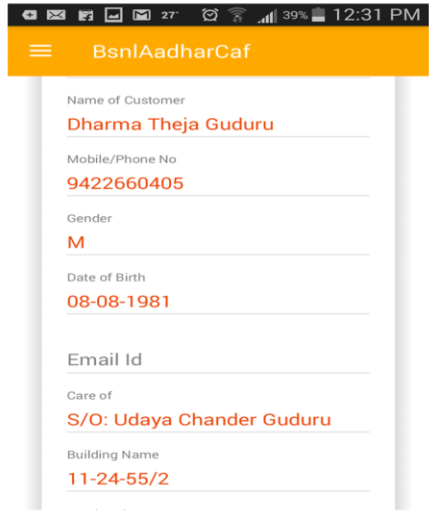 27° 39% 12:31 PM
BsnlAadharCaf
Name of Customer
Dharma Theja Guduru
Mobile/Phone No
9422660405
Gender
M
Date of Birth
08-08-1981
Email Id
Care of
S/O: Udaya Chander Guduru
Building Name
11-24-55/2